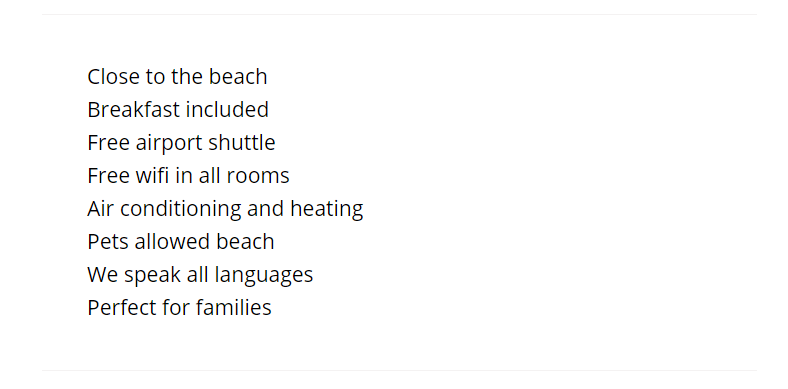 Close to the beach
Breakfast included
Free airport shuttle
Free wifi in all rooms
Air conditioning and heating
Pets allowed beach
We speak all languages
Perfect for families